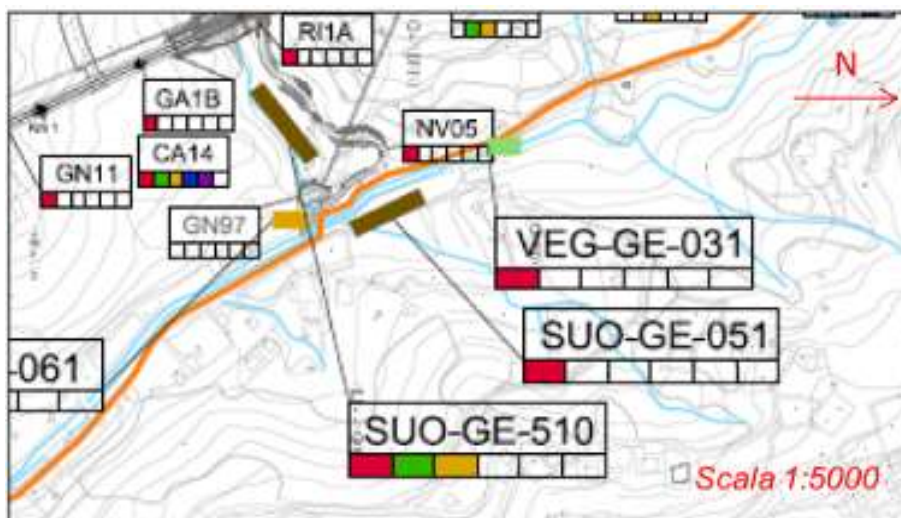 RI1A
N
GA1B
NV05
CA14
GN11
GN97
VEG-GE-031
SUO-GE-051
-061
SUO-GE-510
Scala 1:5000